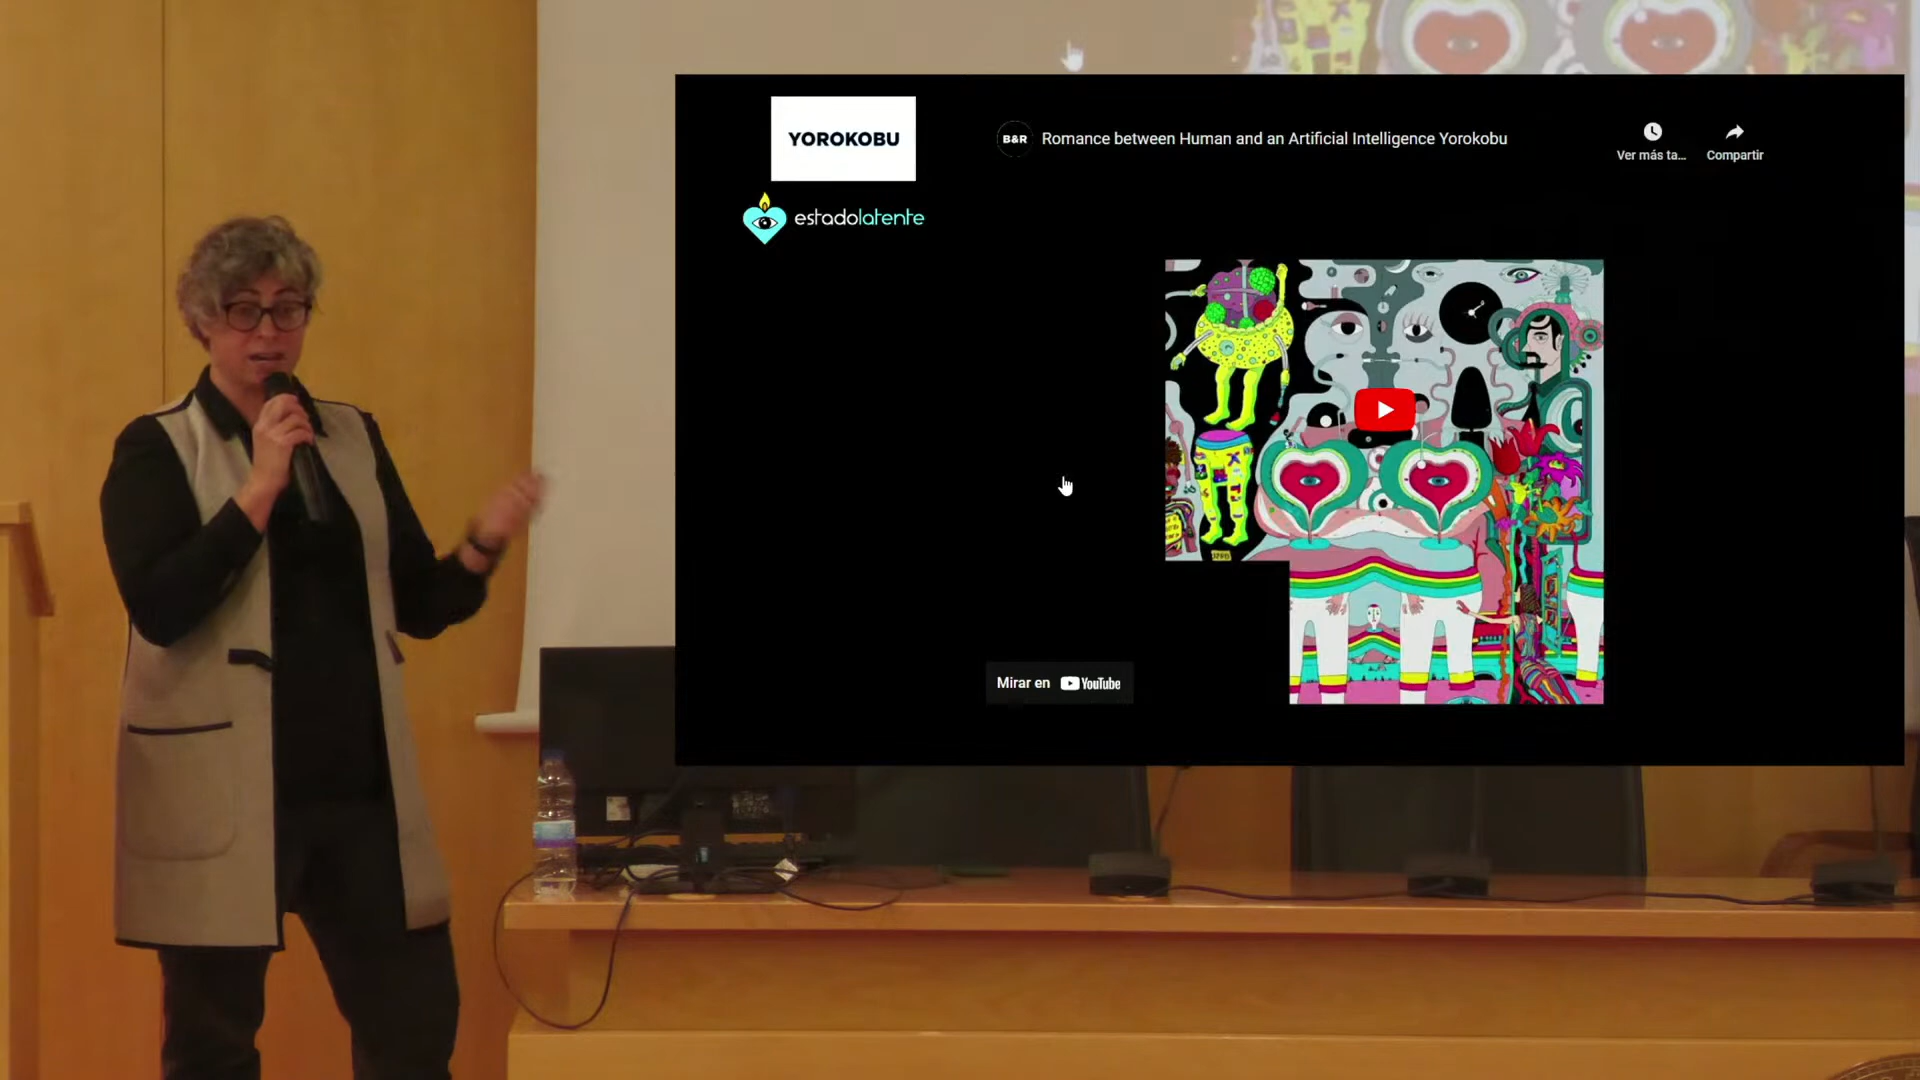 YOROKOBU
estadolatente
B&R
Romance between Human and an Artificial Intelligence Yorokobu
Ver más ta...
Compartir
Mirar en YouTube